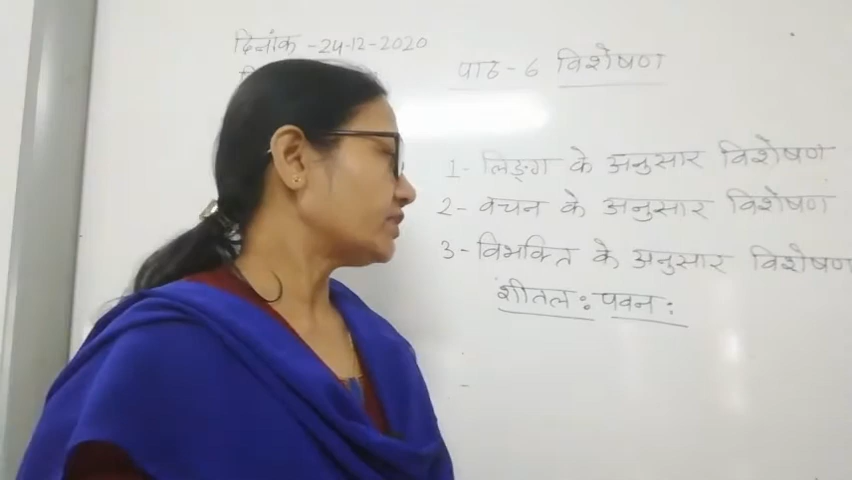 दिनांक -24-12-2020
पाठ - 6 विशेषण
1- लिङ्ग के अनुसार विशेषण
2- वचन के अनुसार विशेषण
3- विभक्ति के अनुसार विशेषण
शीतल: पवन: